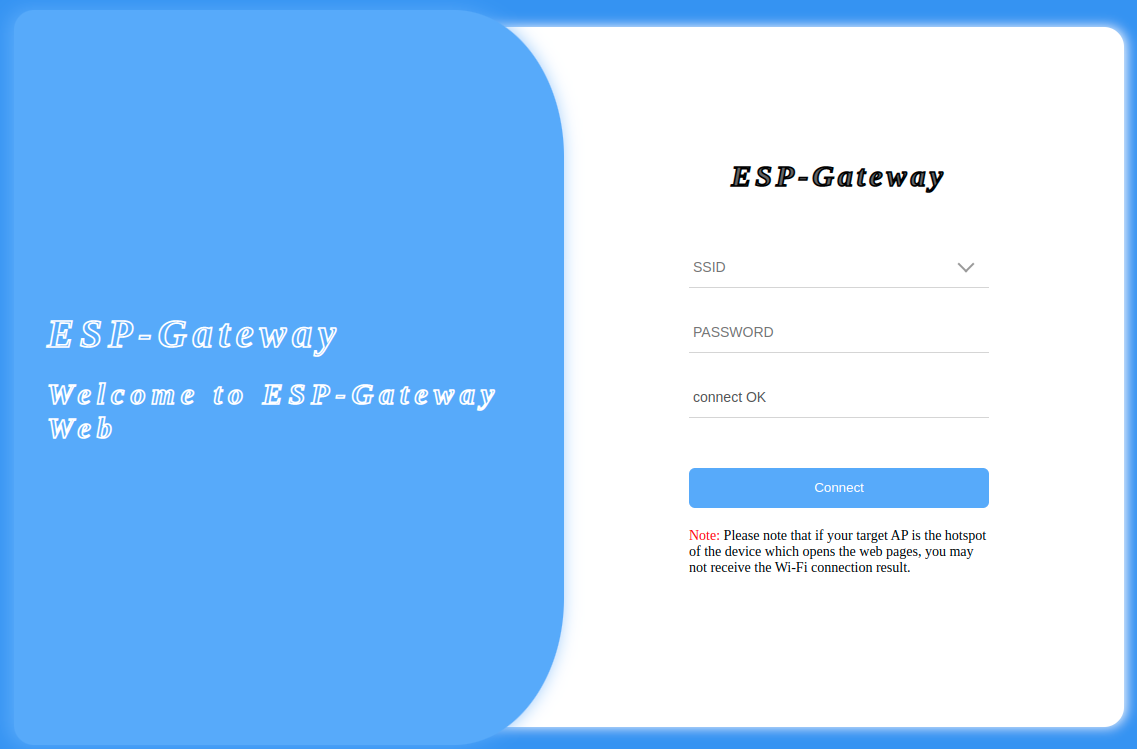 ESP-Gateway
Welcome to ESP-Gateway
Web
ESP-Gateway
SSID
PASSWORD
connect OK
Connect
Note: Please note that if your target AP is the hotspot
of the device which opens the web pages, you may
not receive the Wi-Fi connection result.